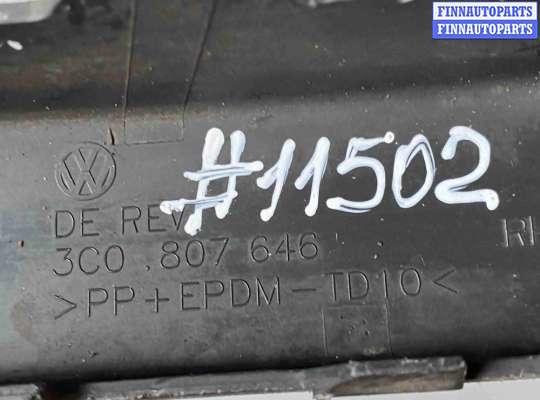 FINNAUTOPARTS
FINNAUTOPARTS
#11502
DE REV
3C0.807 646
>PP+EPDM-TD10<